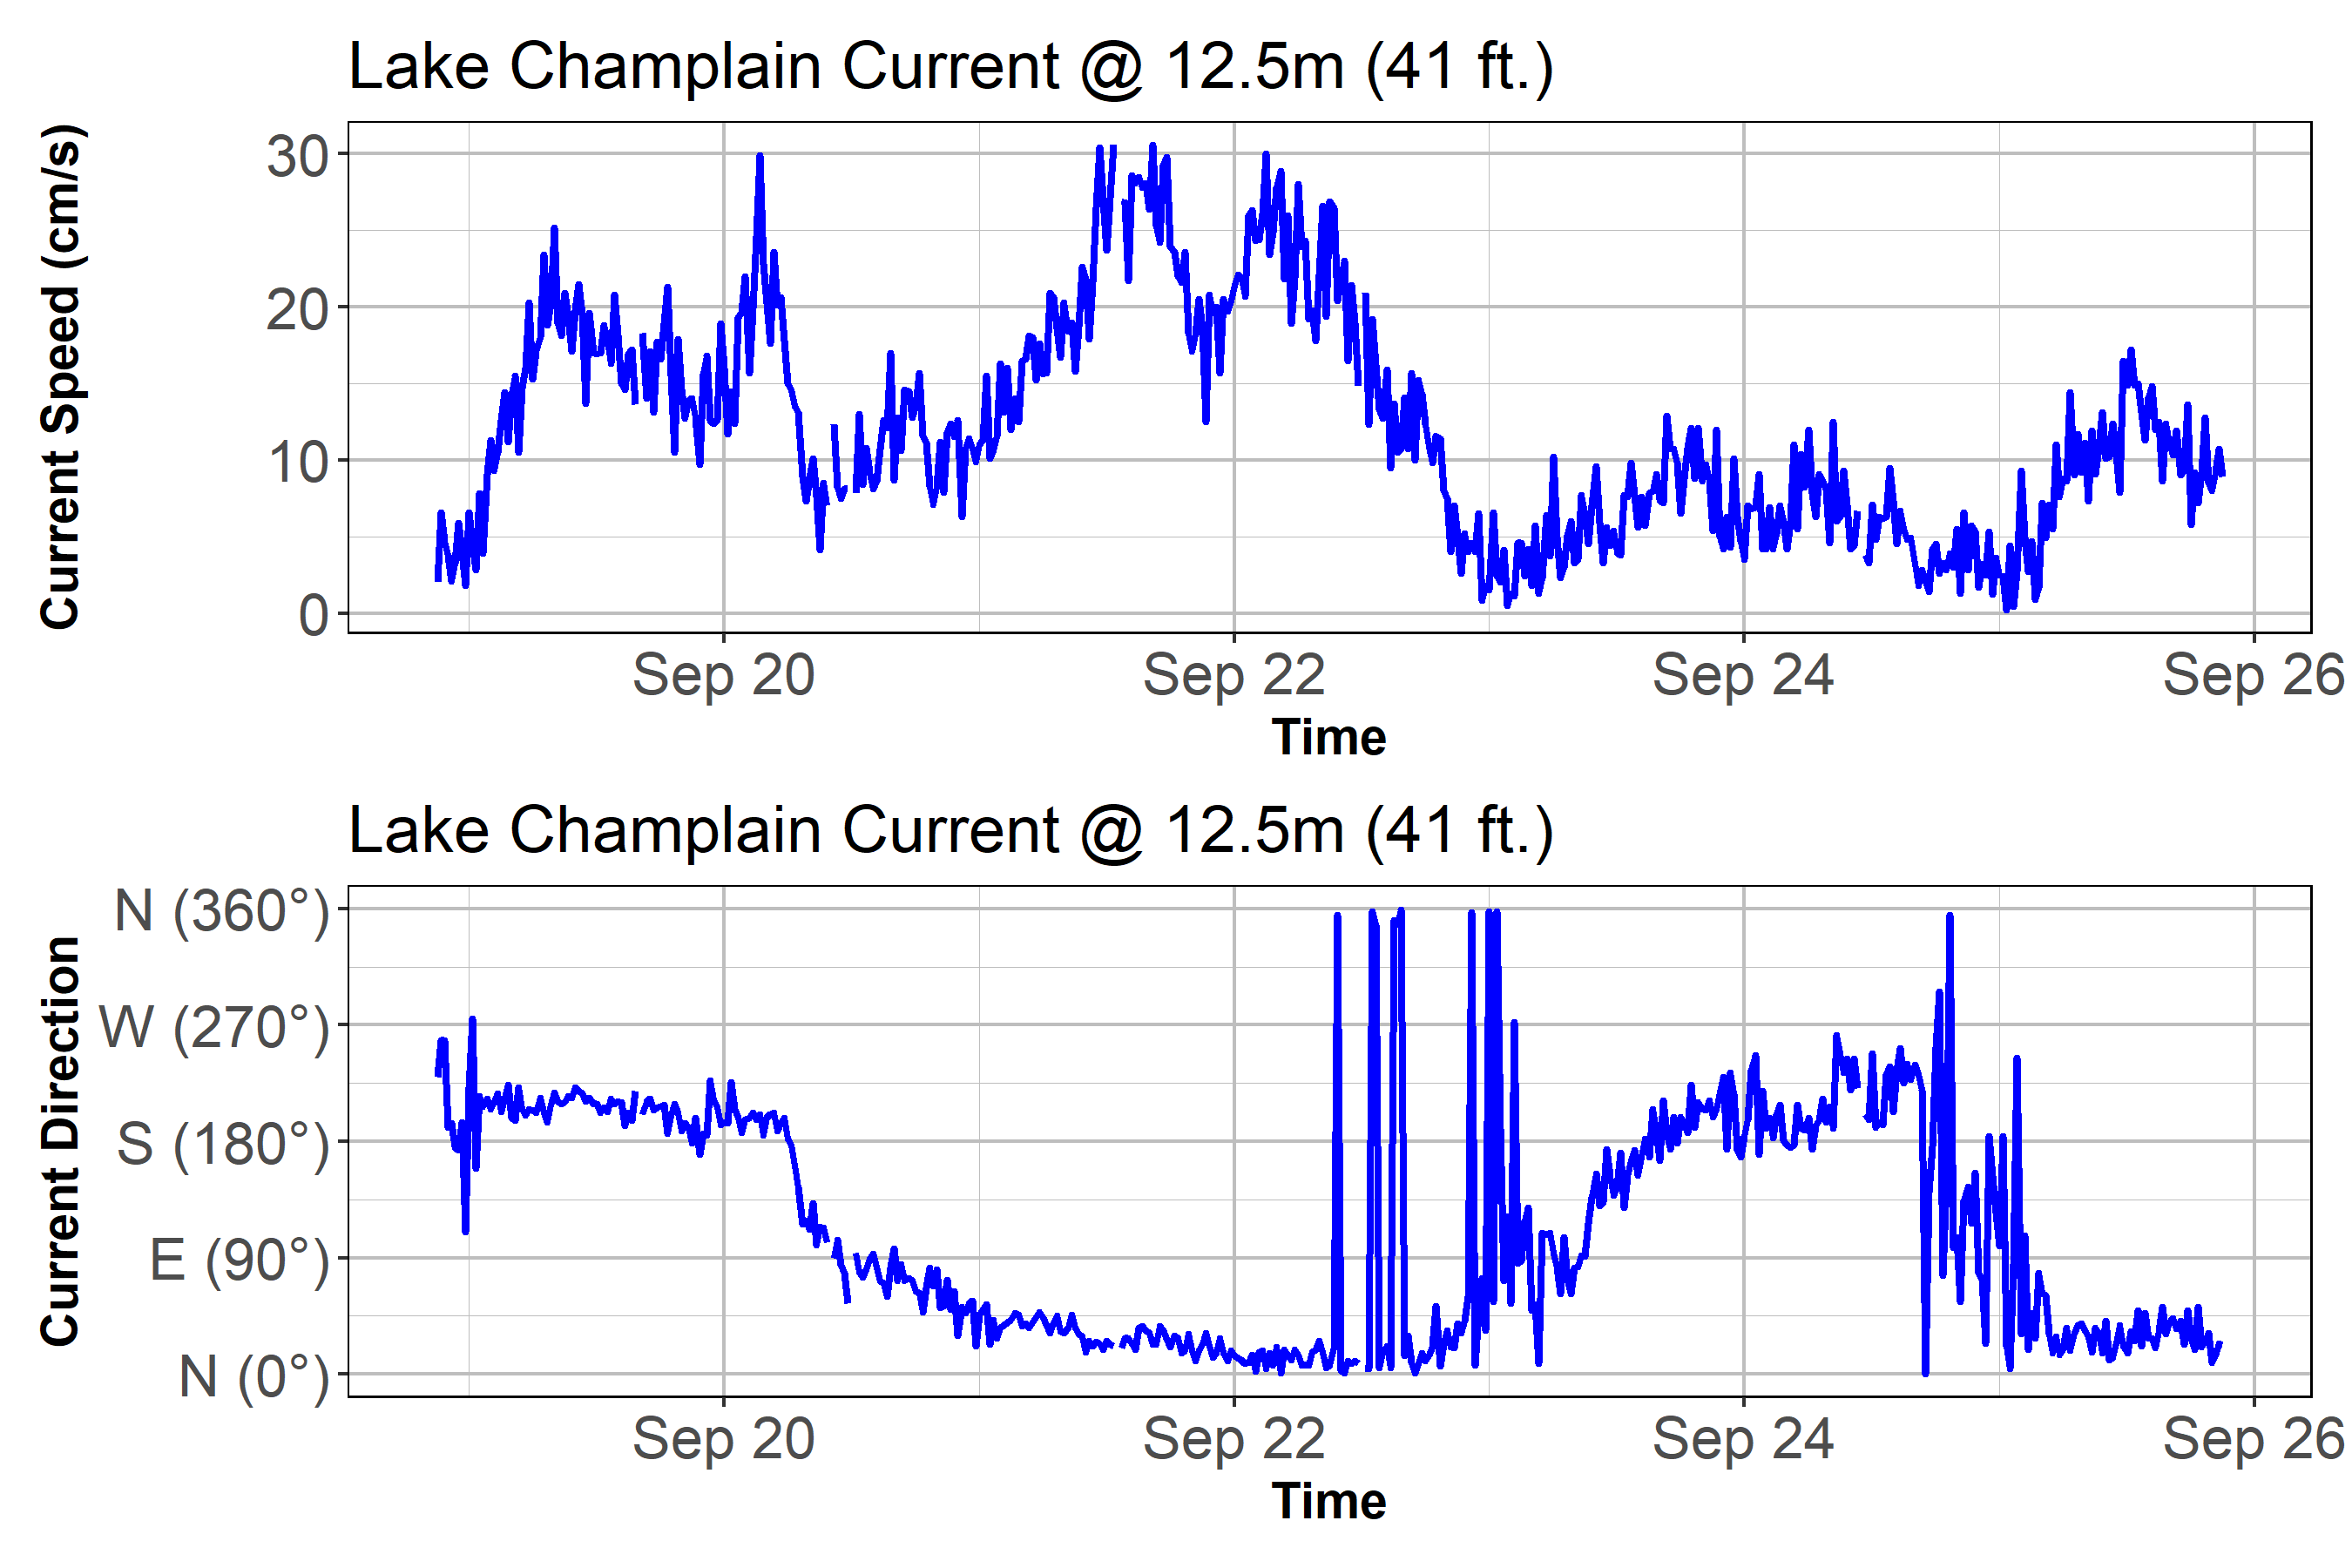 Lake Champlain Current @ 12.5m (41 ft.)
Current Speed (cm/s)
30
20
10
0
Sep 20 Sep 22 Sep 24 Sep 26
Time
Lake Champlain Current @ 12.5m (41 ft.)
Current Direction
N (360°)
W (270°)
S (180°)
E (90°)
N (0°)
Sep 20 Sep 22 Sep 24 Sep 26
Time